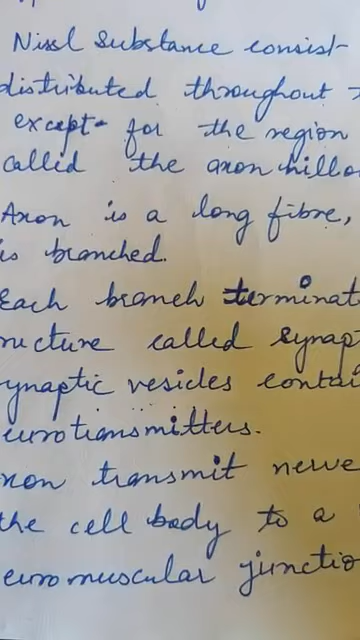 Nissl Substance consist
distributed throughout
except for the region
called the axon hillo
Axon is a long fibre,
is branched.
Each branch terminat
ructure called synap
ynaptic vesicles contai
eurotransmitters.
xon transmit nerve
the cell body to a
euromuscular junctio